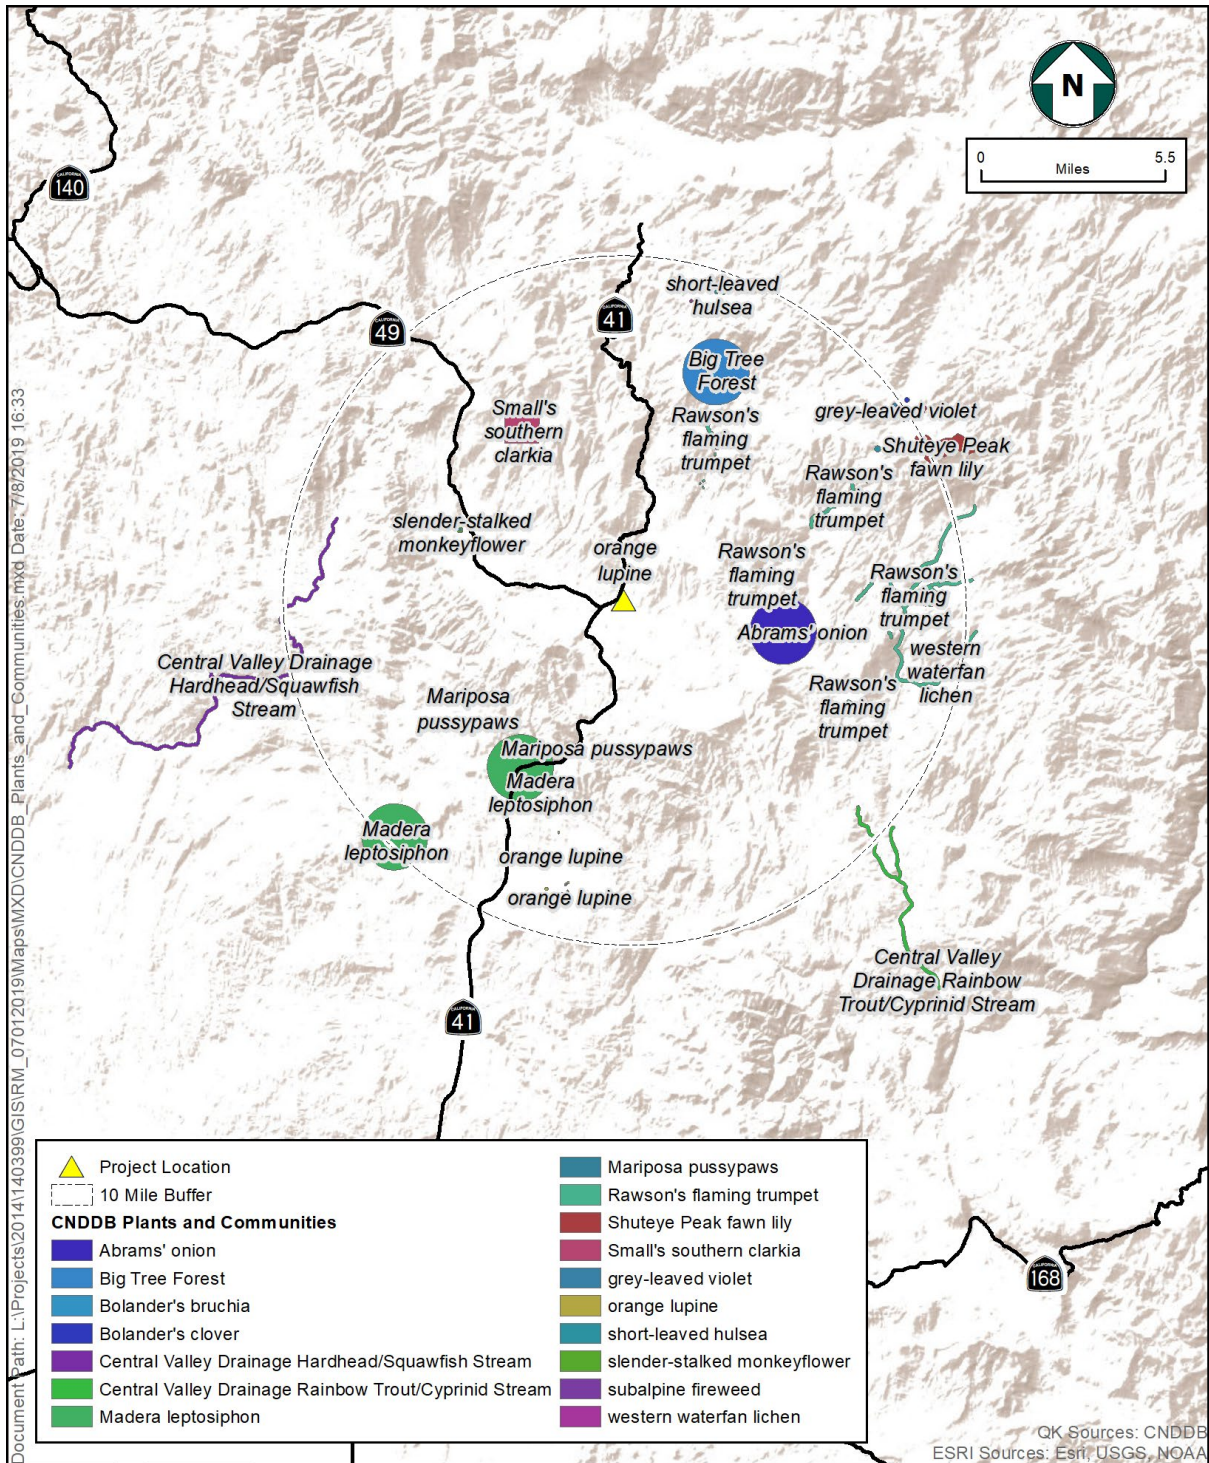 N
0 5.5
Miles
CALIFORNIA
140
short-leaved
hulsea
CALIFORNIA
41
CALIFORNIA
49
Big Tree
Forest
Small's
southern
clarkia
Rawson's
flaming
trumpet
grey-leaved violet
Shuteye Peak
fawn lily
Rawson's
flaming
trumpet
slender-stalked
monkeyflower
orange
lupine
Rawson's
flaming
trumpet
Rawson's
flaming
trumpet
Abrams' onion
western
waterfan
lichen
Central Valley Drainage
Hardhead/Squawfish
Stream
Rawson's
flaming
trumpet
Mariposa
pussypaws
Mariposa pussypaws
Madera
leptosiphon
Madera
leptosiphon
orange lupine
orange lupine
Central Valley
Drainage Rainbow
Trout/Cyprinid Stream
CALIFORNIA
41
CALIFORNIA
168
Project Location
10 Mile Buffer
CNDDB Plants and Communities
Abrams' onion
Big Tree Forest
Bolander's bruchia
Bolander's clover
Central Valley Drainage Hardhead/Squawfish Stream
Central Valley Drainage Rainbow Trout/Cyprinid Stream
Madera leptosiphon
Mariposa pussypaws
Rawson's flaming trumpet
Shuteye Peak fawn lily
Small's southern clarkia
grey-leaved violet
orange lupine
short-leaved hulsea
slender-stalked monkeyflower
subalpine fireweed
western waterfan lichen
QK Sources: CNDDB
ESRI Sources: Esri, USGS, NOAA
Document Path: L:\Projects\2014\140399\GIS\RM_07012019\Maps\MXD\CNDDB_Plants_and_Communities.mxd Date: 7/8/2019 16:33